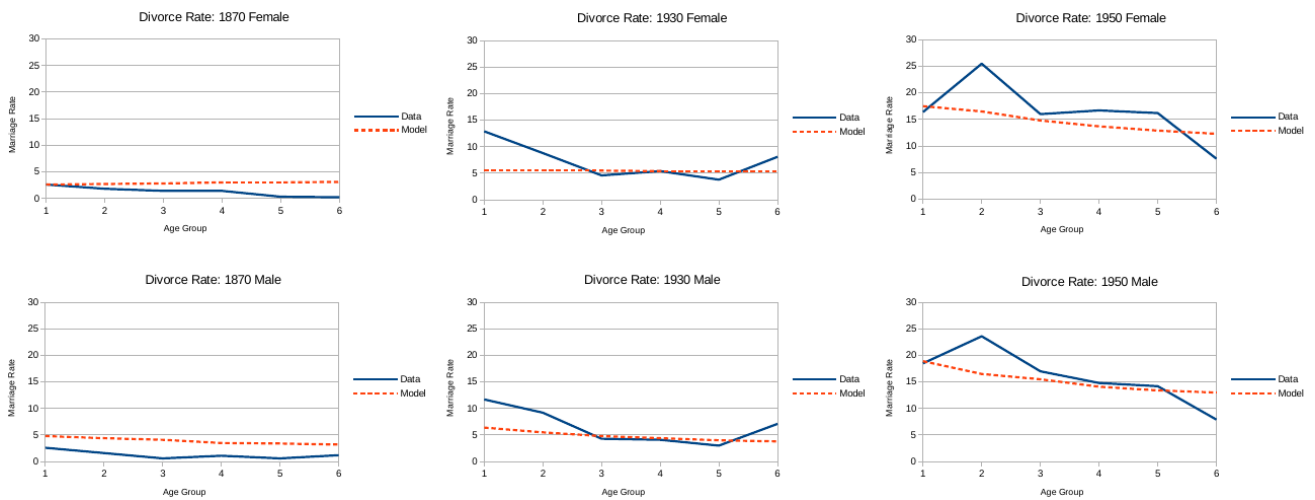 Divorce Rate: 1870 Female
30
25
20
15
10
5
0
1 2 3 4 5 6
Marriage Rate
Age Group
Data
Model
Divorce Rate: 1930 Female
30
25
20
15
10
5
0
1 2 3 4 5 6
Marriage Rate
Age Group
Data
Model
Divorce Rate: 1950 Female
30
25
20
15
10
5
0
1 2 3 4 5 6
Marriage Rate
Age Group
Data
Model
Divorce Rate: 1870 Male
30
25
20
15
10
5
0
1 2 3 4 5 6
Marriage Rate
Age Group
Data
Model
Divorce Rate: 1930 Male
30
25
20
15
10
5
0
1 2 3 4 5 6
Marriage Rate
Age Group
Data
Model
Divorce Rate: 1950 Male
30
25
20
15
10
5
0
1 2 3 4 5 6
Marriage Rate
Age Group
Data
Model